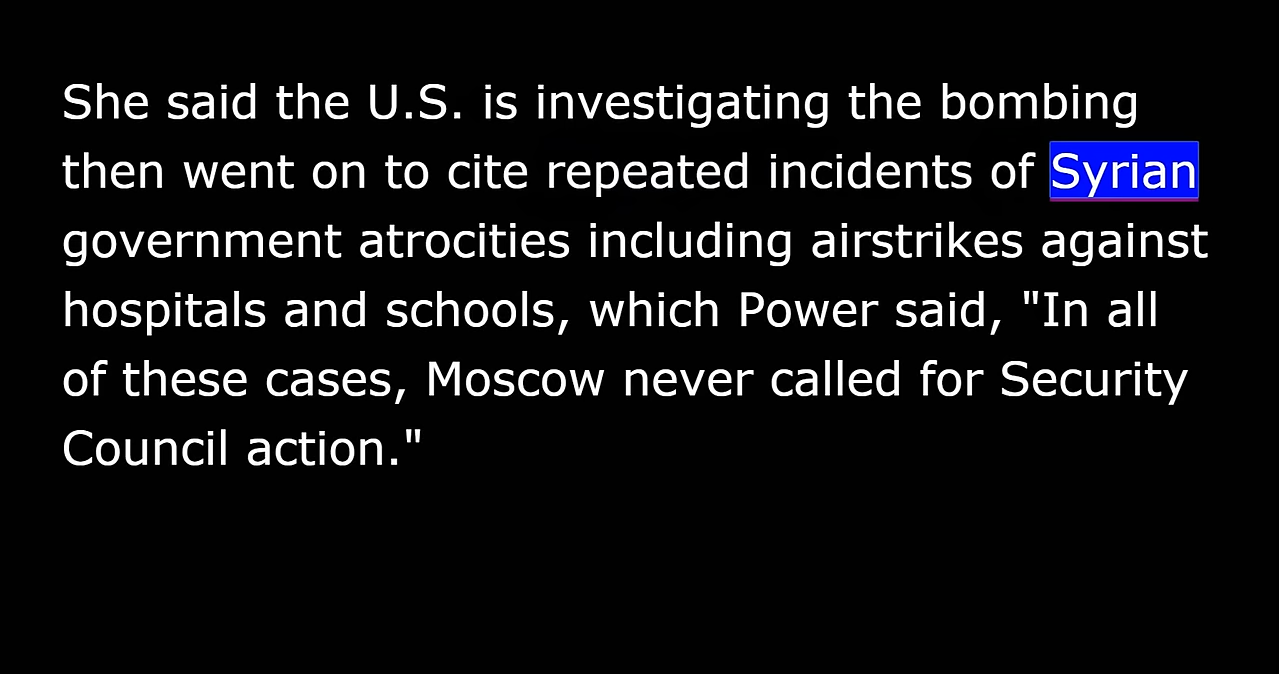 She said the U.S. is investigating the bombing
then went on to cite repeated incidents of Syrian
government atrocities including airstrikes against
hospitals and schools, which Power said, "In all
of these cases, Moscow never called for Security
Council action."